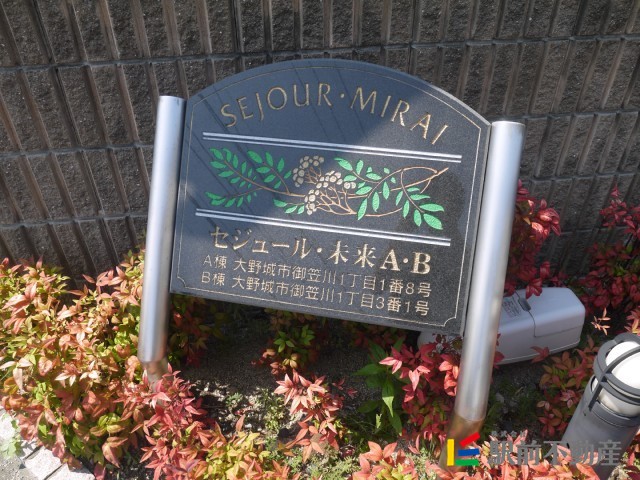 SEJOUR・MIRAI
セジュール・未来A・B
A棟 大野城市御笠川1丁目1番8号
B棟 大野城市御笠川1丁目3番1号
駅前不動産